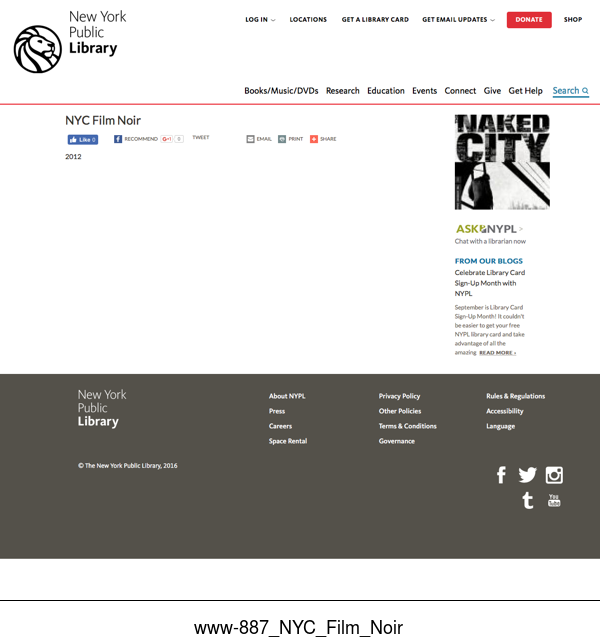 New York
Public
Library
LOG IN
LOCATIONS
GET A LIBRARY CARD
GET EMAIL UPDATES
DONATE
SHOP
Books/Music/DVDs
Research
Education
Events
Connect
Give
Get Help
Search
NYC Film Noir
Like 0
RECOMMEND
G+1
0
TWEET
EMAIL
PRINT
SHARE
2012
NAKED
CITY
ASKNYPL >
Chat with a librarian now
FROM OUR BLOGS
Celebrate Library Card
Sign-Up Month with
NYPL
September is Library Card
Sign-Up Month! It couldn't
be easier to get your free
NYPL library card and take
advantage of all the
amazing READ MORE ›
New York
Public
Library
About NYPL
Press
Careers
Space Rental
Privacy Policy
Other Policies
Terms & Conditions
Governance
Rules & Regulations
Accessibility
Language
© The New York Public Library, 2016
You
Tube
www-887_NYC_Film_Noir